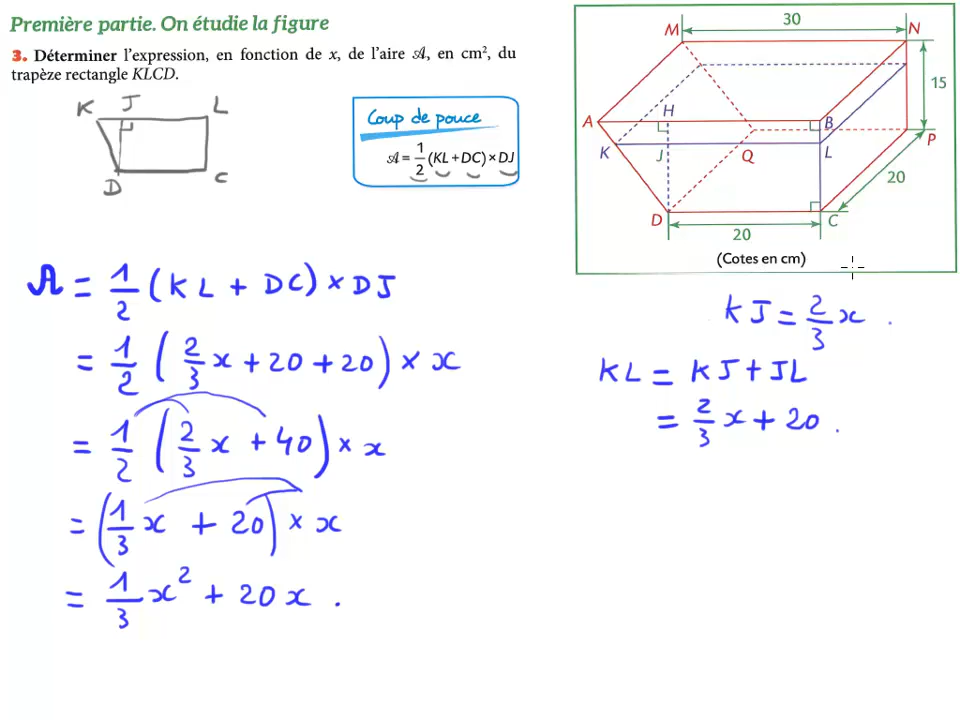 Première partie. On étudie la figure
3. Déterminer l'expression, en fonction de x, de l'aire 𝒜, en cm², du
trapèze rectangle KLCD.
K J L
D C
Coup de pouce
𝒜 = 1/2 (KL + DC) × DJ
M 30 N
15
A H B
K J Q L P
20
D C
20
(Cotes en cm)
𝒜 = 1/2 (KL + DC) × DJ
= 1/2 (2/3 x + 20 + 20) × x
= 1/2 (2/3 x + 40) × x
= (1/3 x + 20) × x
= 1/3 x² + 20x .
KJ = 2/3 x .
KL = KJ + JL
= 2/3 x + 20 .